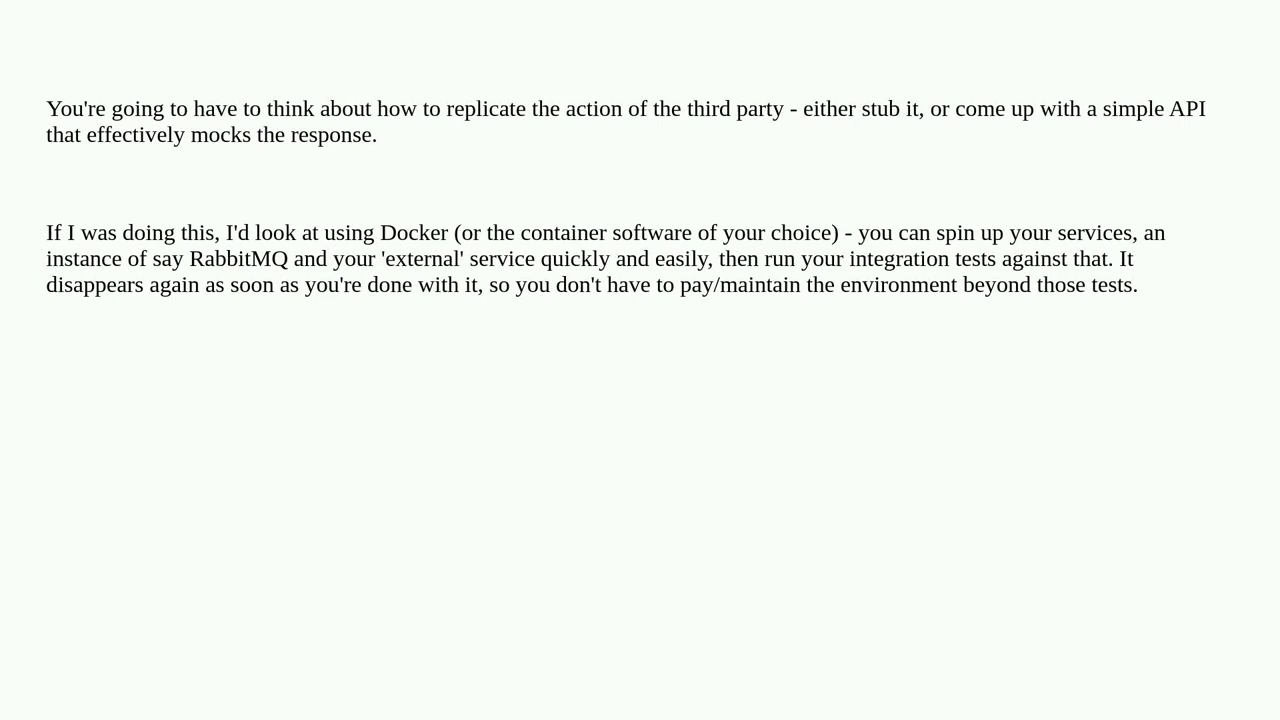 You're going to have to think about how to replicate the action of the third party - either stub it, or come up with a simple API
that effectively mocks the response.
If I was doing this, I'd look at using Docker (or the container software of your choice) - you can spin up your services, an
instance of say RabbitMQ and your 'external' service quickly and easily, then run your integration tests against that. It
disappears again as soon as you're done with it, so you don't have to pay/maintain the environment beyond those tests.